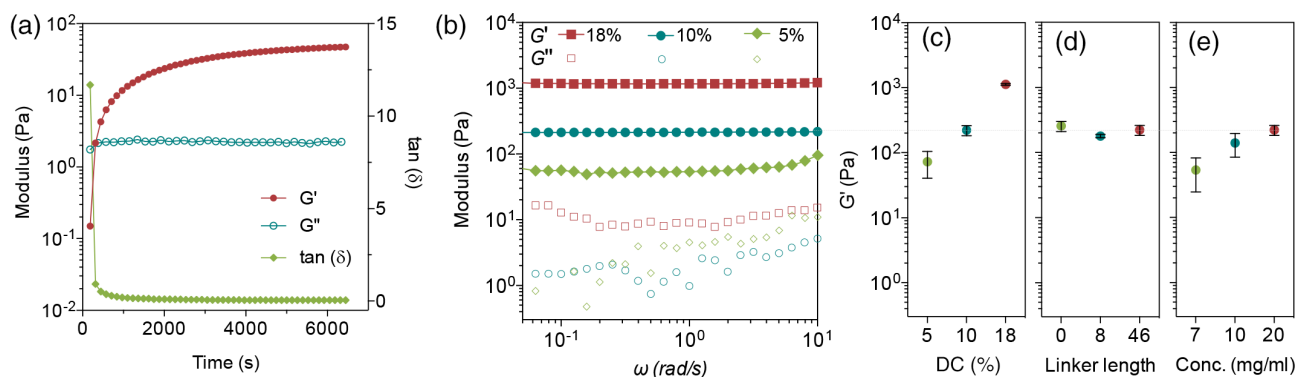 (a)
Modulus (Pa)
10² 10¹ 10⁰ 10⁻¹ 10⁻²
15 10 5 0
tan (δ)
G'
G''
tan (δ)
0 2000 4000 6000
Time (s)
(b)
G' 18% 10% 5%
G''
Modulus (Pa)
10⁴ 10³ 10² 10¹ 10⁰
10⁻¹ 10⁰ 10¹
ω (rad/s)
(c)
G' (Pa)
10³ 10² 10¹ 10⁰
5 10 18
DC (%)
(d)
0 8 46
Linker length
(e)
7 10 20
Conc. (mg/ml)